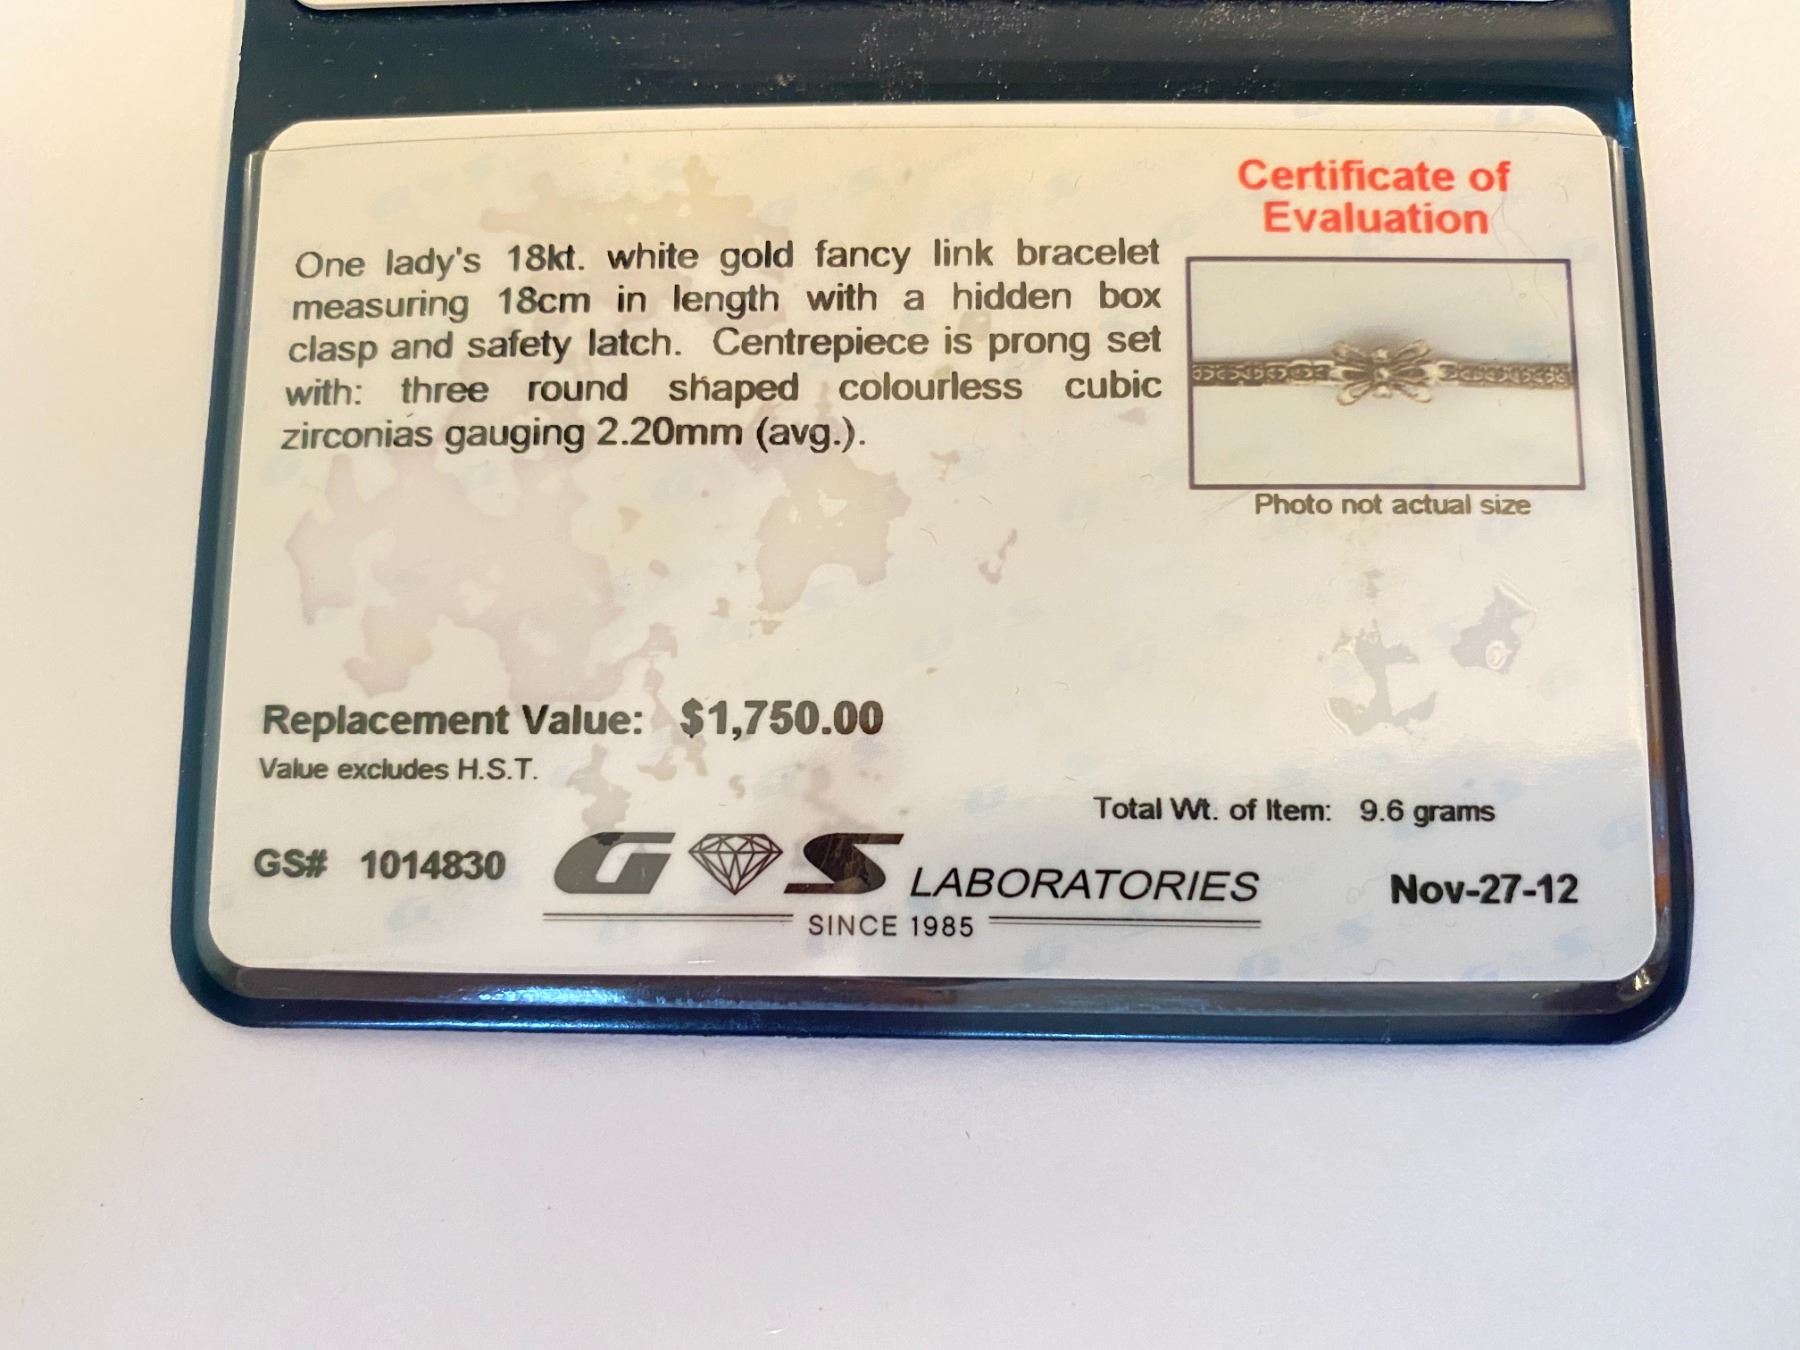 Certificate of
Evaluation
One lady's 18kt. white gold fancy link bracelet
measuring 18cm in length with a hidden box
clasp and safety latch. Centrepiece is prong set
with: three round shaped colourless cubic
zirconias gauging 2.20mm (avg.).
Photo not actual size
Replacement Value: $1,750.00
Value excludes H.S.T.
Total Wt. of Item: 9.6 grams
GS# 1014830
G S LABORATORIES
SINCE 1985
Nov-27-12